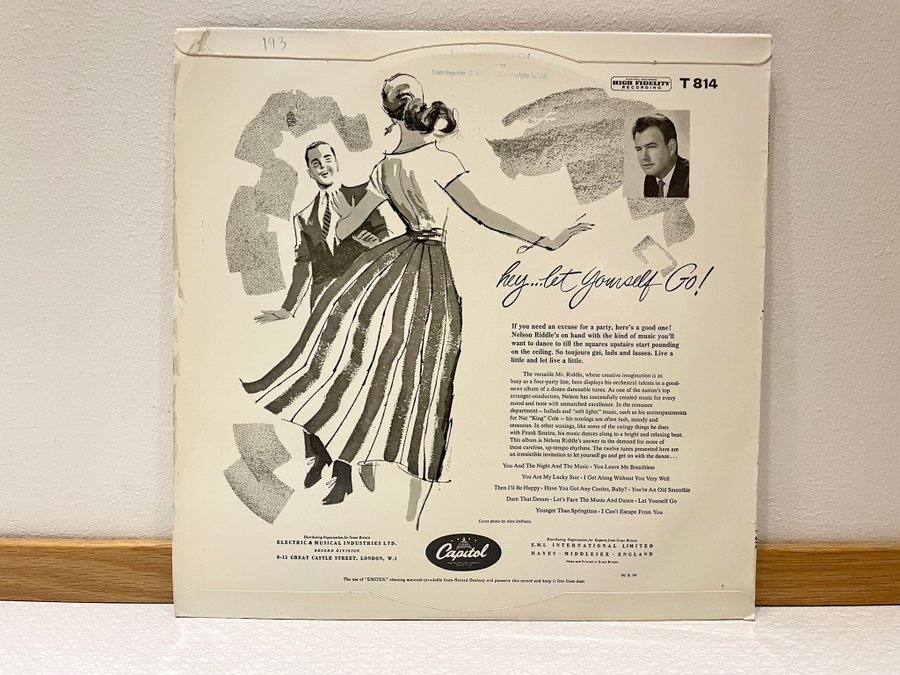 193
CAPITOL RECORDS
HIGH FIDELITY
RECORDING
T 814
hey...let Yourself Go!
If you need an excuse for a party, here's a good one!
Nelson Riddle's on hand with the kind of music you'll
want to dance to till the squares upstairs start pounding
on the ceiling. So toujours gai, lads and lasses. Live a
little and let live a little.
The versatile Mr. Riddle, whose creative imagination is as
busy as a four-party line, here displays his orchestral talents in a good-
news album of a dozen danceable tunes. As one of the nation's top
arranger-conductors, Nelson has successfully created music for every
mood and taste with unmatched excellence. In the romance
department — ballads and "soft lights" music, such as his accompaniments
for Nat "King" Cole — his scorings are often lush, moody and
sensuous. In other waxings, like some of the swingy things he does
with Frank Sinatra, his music dances along to a bright and relaxing beat.
This album is Nelson Riddle's answer to the demand for more of
these carefree, up-tempo rhythms. The twelve tunes presented here are
an irresistible invitation to let yourself go and get on with the dance . . .
You And The Night And The Music · You Leave Me Breathless
You Are My Lucky Star · I Get Along Without You Very Well
Then I'll Be Happy · Have You Got Any Castles, Baby? · You're An Old Smoothie
Darn That Dream · Let's Face The Music And Dance · Let Yourself Go
Younger Than Springtime · I Can't Escape From You
Cover photo by Alex DePaola
Distributing Organisation for Great Britain
ELECTRIC & MUSICAL INDUSTRIES LTD.
RECORD DIVISION
8-11 GREAT CASTLE STREET, LONDON, W.1
Capitol
Distributing Organisation for Exports from Great Britain
E.M.I. INTERNATIONAL LIMITED
HAYES · MIDDLESEX · ENGLAND
Made and Printed in Great Britain
W R W
The use of "EMITEX" cleaning material (available from Record Dealers) will preserve this record and keep it free from dust